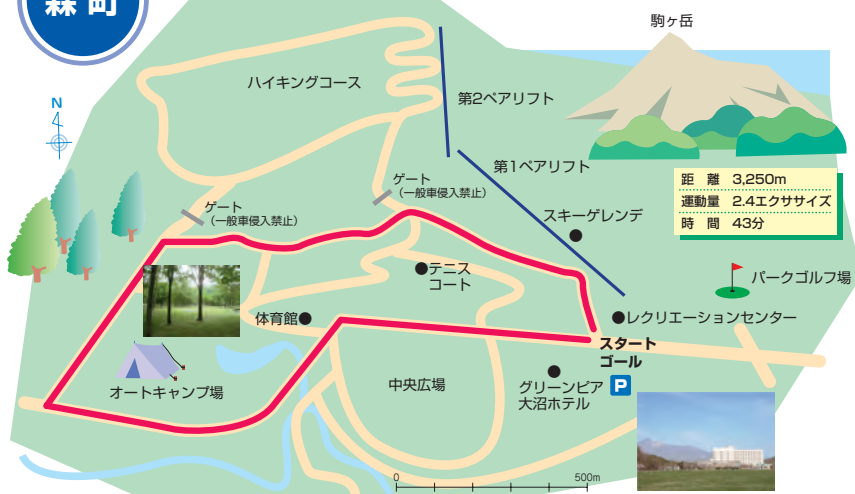 森町
駒ヶ岳
ハイキングコース
第2ペアリフト
N
第1ペアリフト
距離 3,250m
運動量 2.4エクササイズ
時間 43分
ゲート
(一般車侵入禁止)
ゲート
(一般車侵入禁止)
スキーゲレンデ
テニス
コート
パークゴルフ場
体育館
レクリエーションセンター
スタート
ゴール
オートキャンプ場
中央広場
グリーンピア
大沼ホテル
P
0 500m